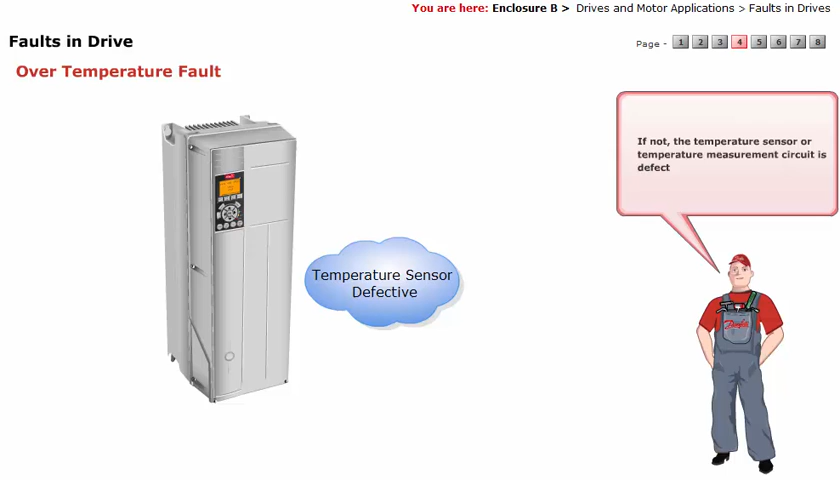 You are here: Enclosure B > Drives and Motor Applications > Faults in Drives
Faults in Drive
Page - 1 2 3 4 5 6 7 8
Over Temperature Fault
If not, the temperature sensor or
temperature measurement circuit is
defect
Temperature Sensor
Defective
Danfoss